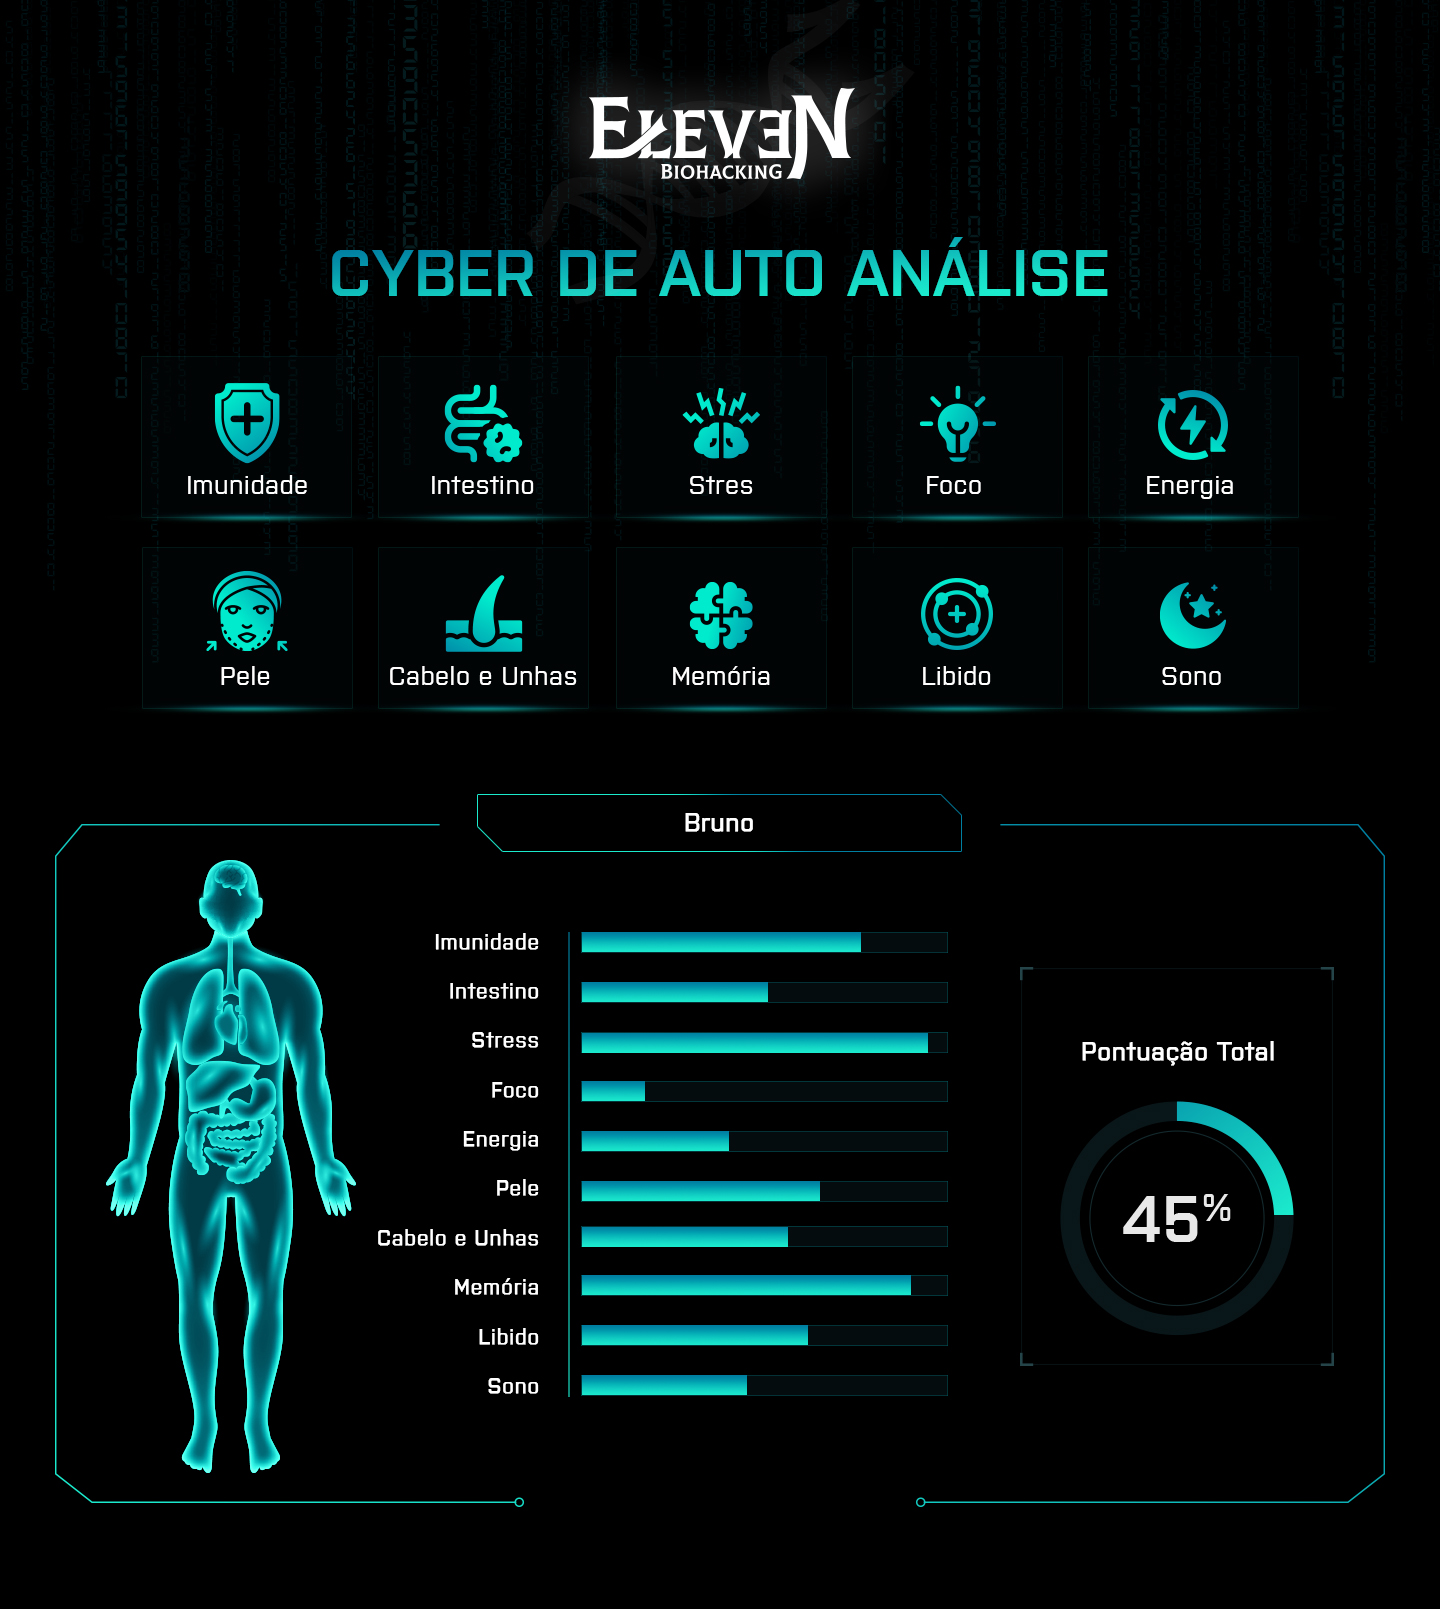 ELEVEN
BIOHACKING
CYBER DE AUTO ANÁLISE
Imunidade
Intestino
Stres
Foco
Energia
Pele
Cabelo e Unhas
Memória
Libido
Sono
Bruno
Imunidade
Intestino
Stress
Foco
Energia
Pele
Cabelo e Unhas
Memória
Libido
Sono
Pontuação Total
45%